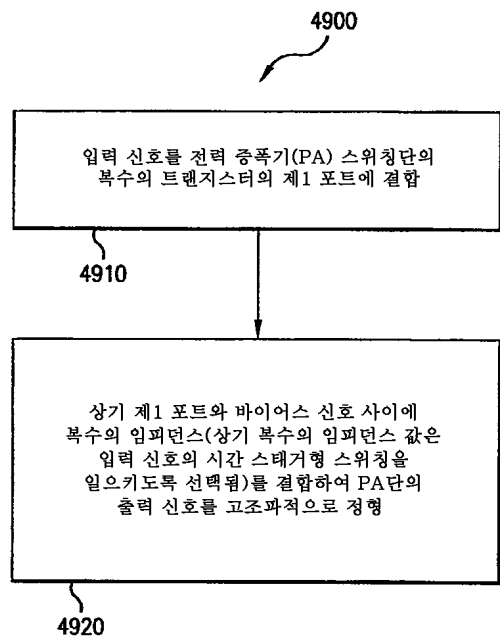 4900
입력 신호를 전력 증폭기(PA) 스위칭단의
복수의 트랜지스터의 제1 포트에 결합
4910
상기 제1 포트와 바이어스 신호 사이에
복수의 임피던스(상기 복수의 임피던스 값은
입력 신호의 시간 스태거형 스위칭을
일으키도록 선택됨)를 결합하여 PA단의
출력 신호를 고조파적으로 정형
4920